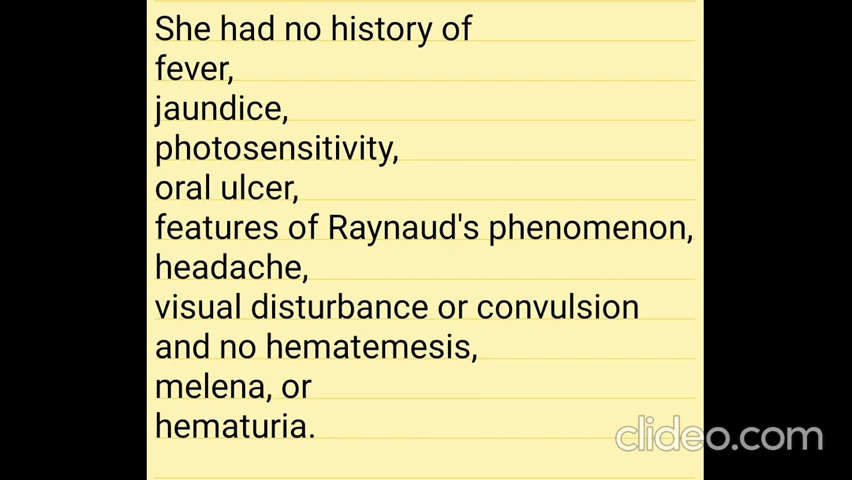 She had no history of
fever,
jaundice,
photosensitivity,
oral ulcer,
features of Raynaud's phenomenon,
headache,
visual disturbance or convulsion
and no hematemesis,
melena, or
hematuria.
clideo.com